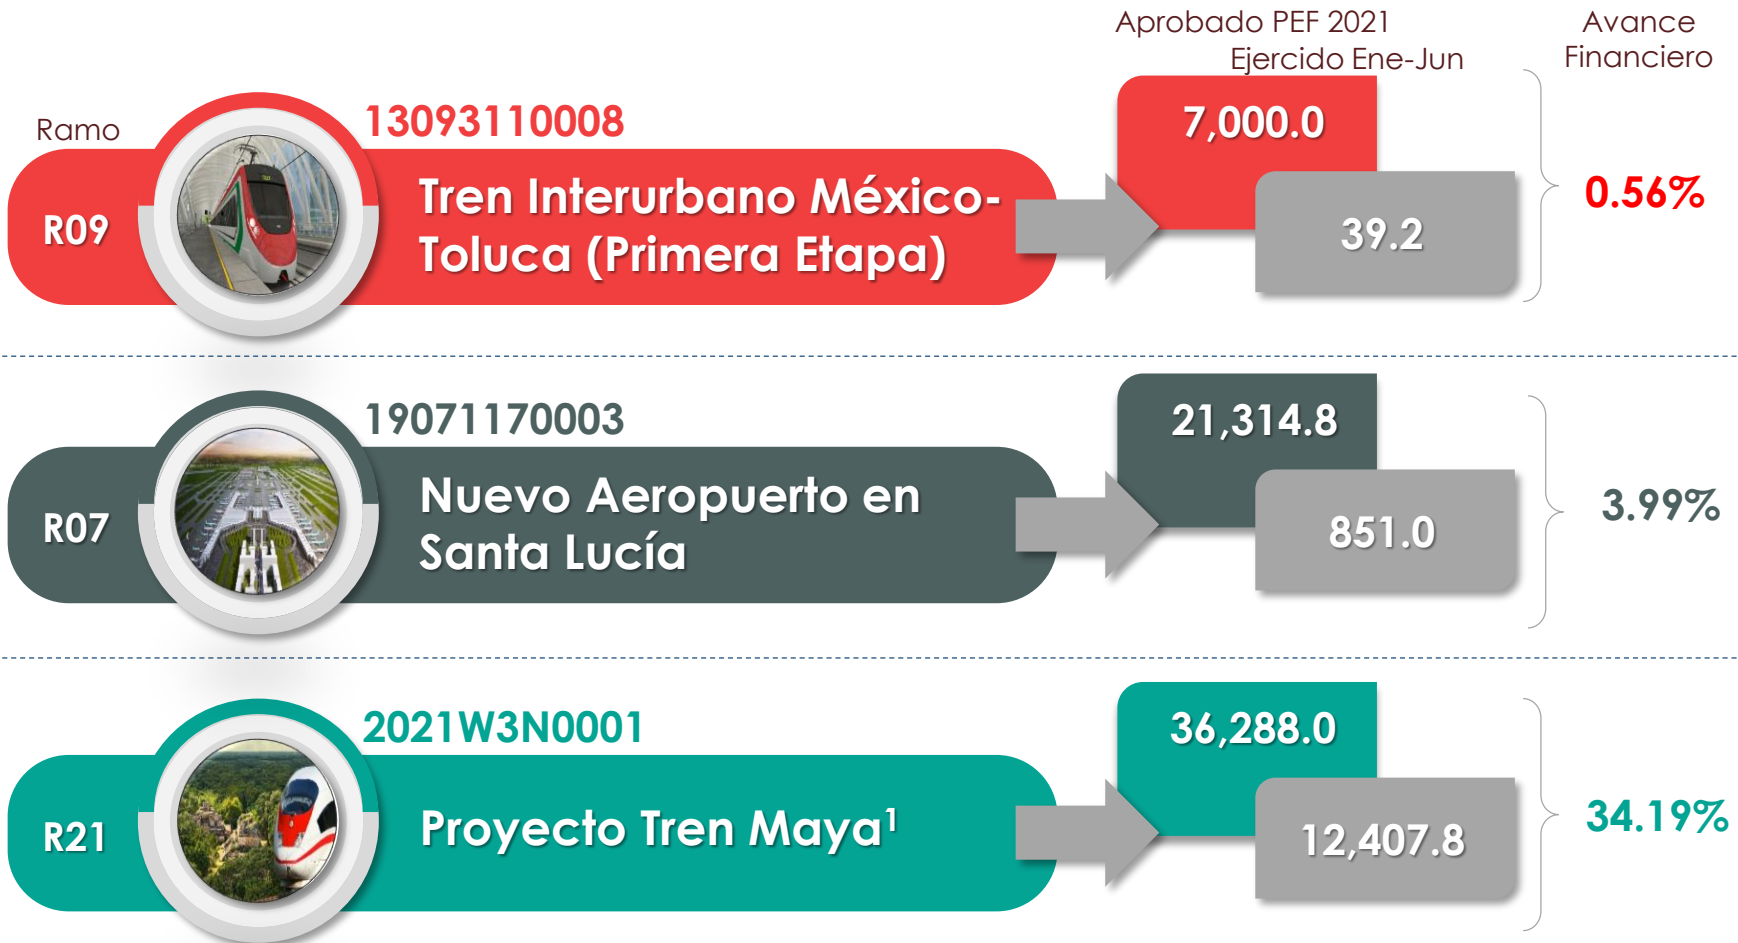 Aprobado PEF 2021
Ejercido Ene-Jun
Avance
Financiero
Ramo
R09
13093110008
Tren Interurbano México-
Toluca (Primera Etapa)
7,000.0
39.2
0.56%
R07
19071170003
Nuevo Aeropuerto en
Santa Lucía
21,314.8
851.0
3.99%
R21
2021W3N0001
Proyecto Tren Maya¹
36,288.0
12,407.8
34.19%